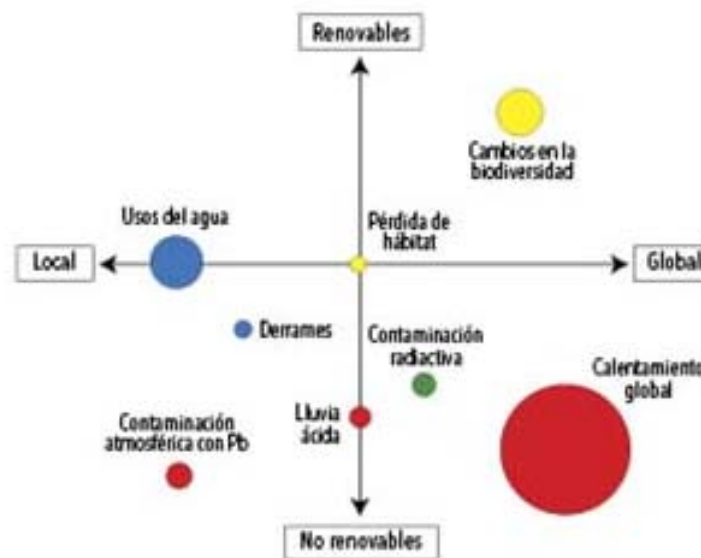 Renovables
Cambios en la
biodiversidad
Usos del agua
Pérdida de
hábitat
Local
Global
Derrames
Contaminación
radiactiva
Calentamiento
global
Contaminación
atmosférica con Pb
Lluvia
ácida
No renovables